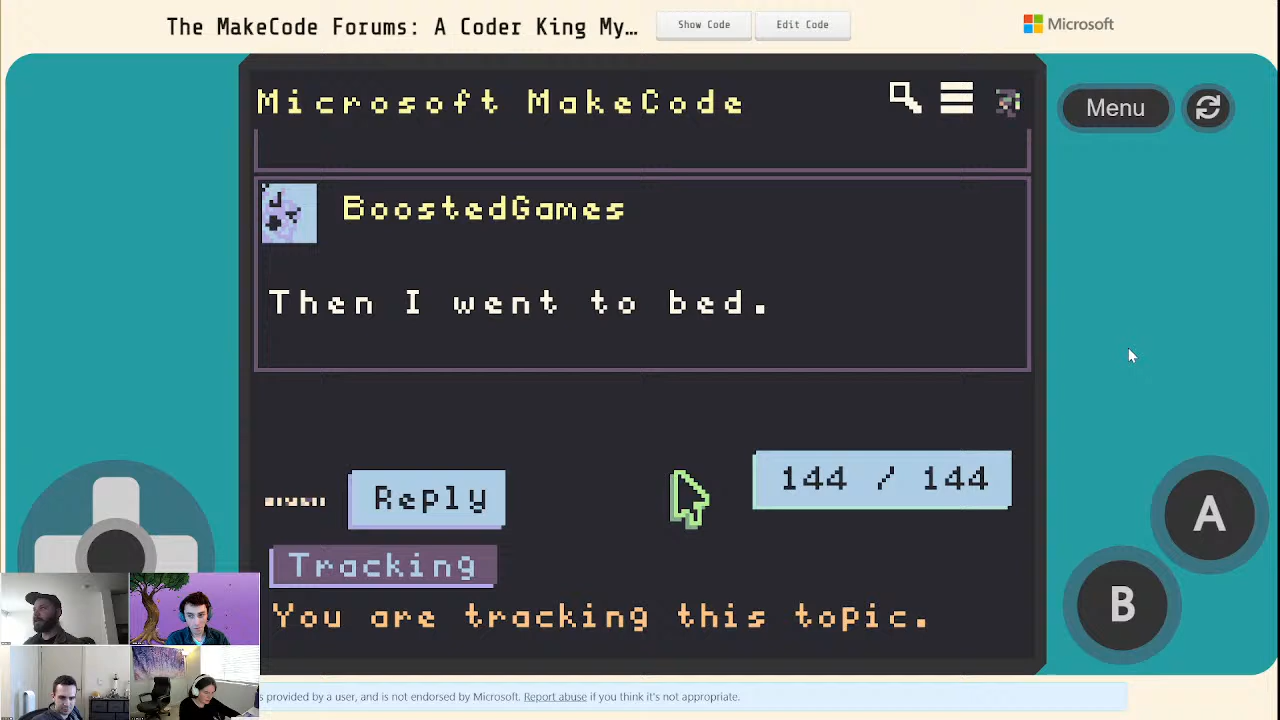 The MakeCode Forums: A Coder King My…
Show Code
Edit Code
Microsoft
Microsoft MakeCode
Menu
BoostedGames
Then I went to bed.
Reply
144 / 144
Tracking
You are tracking this topic.
A
B
s provided by a user, and is not endorsed by Microsoft. Report abuse if you think it's not appropriate.